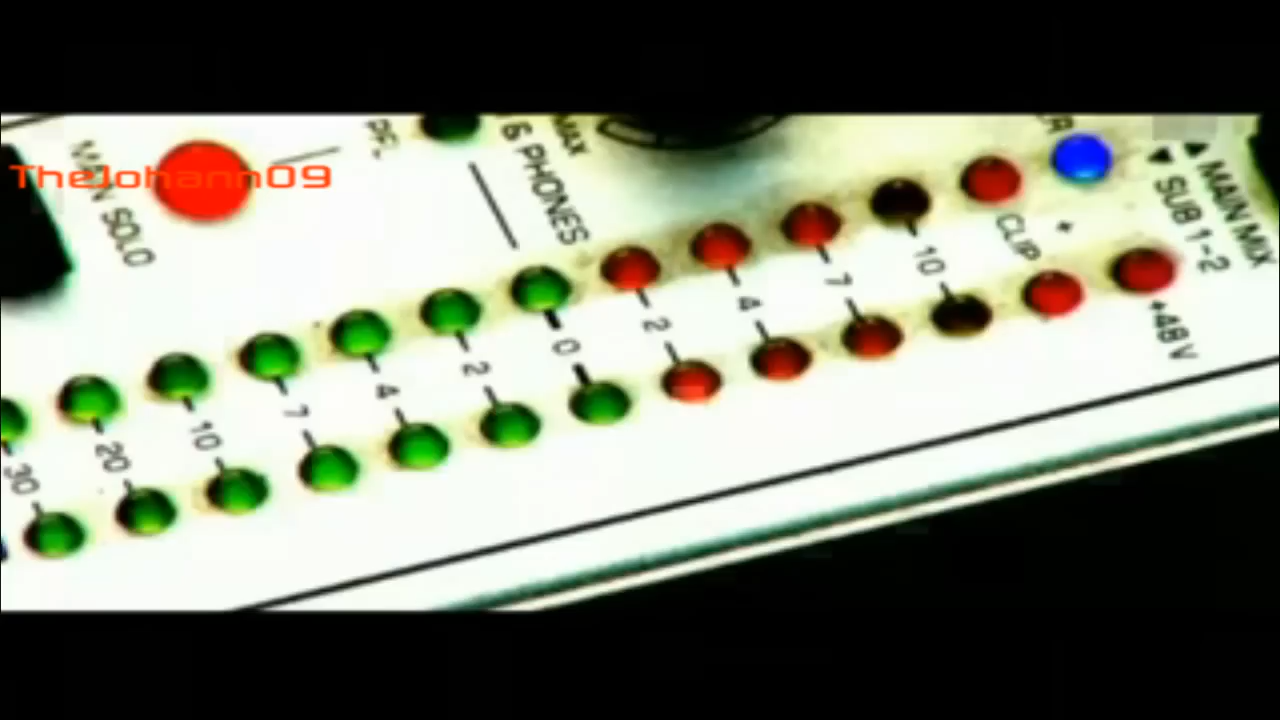 TheJohann09
MAIN SOLO
PFL
& PHONES
MAX
MAIN MIX
SUB 1-2
+48V
CLIP
+
10
7
4
2
0
2
4
7
10
20
30